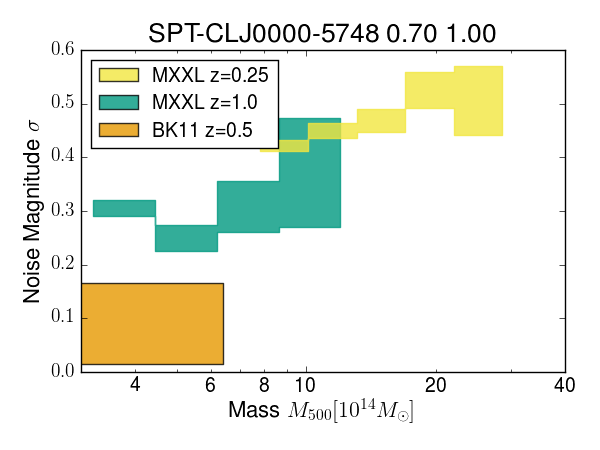 SPT-CLJ0000-5748 0.70 1.00
0.6
0.5
0.4
0.3
0.2
0.1
0.0
Noise Magnitude σ
MXXL z=0.25
MXXL z=1.0
BK11 z=0.5
4 6 8 10 20 40
Mass M₅₀₀[10¹⁴M☉]